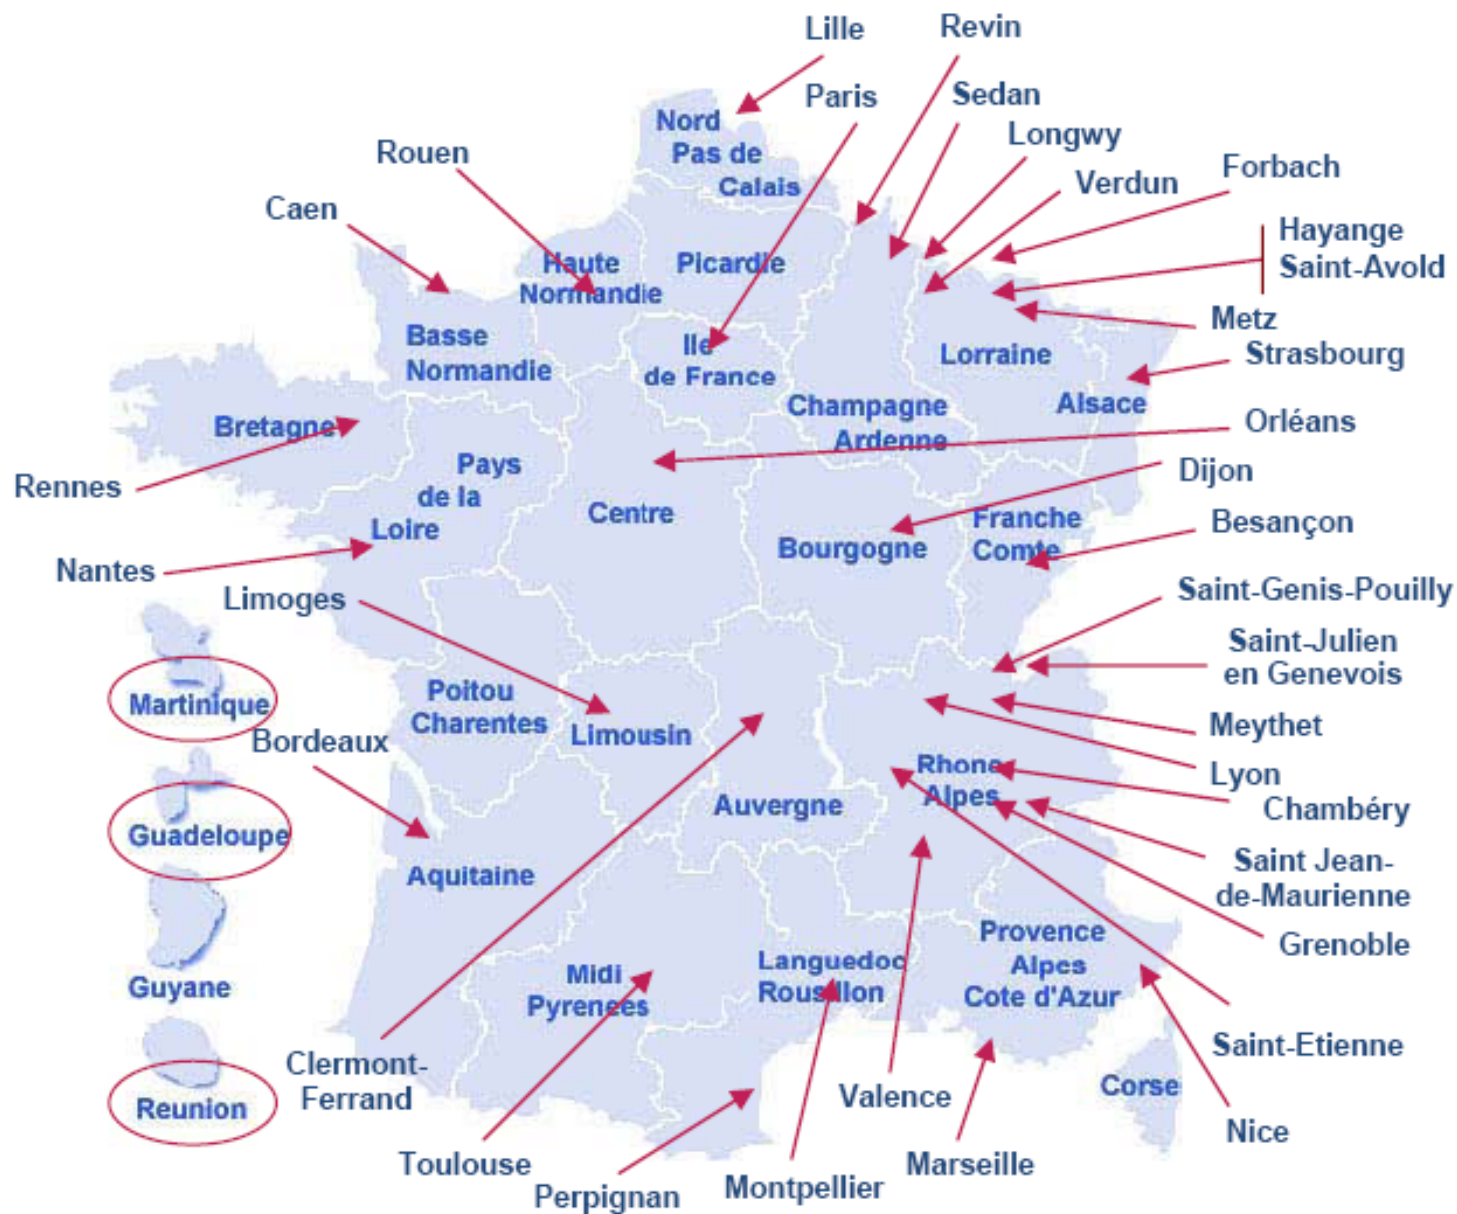 Lille
Revin
Paris
Sedan
Longwy
Rouen
Verdun
Forbach
Caen
Hayange
Saint-Avold
Metz
Strasbourg
Orléans
Rennes
Dijon
Besançon
Nantes
Limoges
Saint-Genis-Pouilly
Saint-Julien
en Genevois
Meythet
Bordeaux
Lyon
Chambéry
Saint Jean-
de-Maurienne
Grenoble
Saint-Etienne
Clermont-
Ferrand
Valence
Nice
Toulouse
Marseille
Perpignan
Montpellier
Nord
Pas de
Calais
Haute
Normandie
Picardie
Basse
Normandie
Ile
de France
Lorraine
Champagne
Ardenne
Alsace
Bretagne
Pays
de la
Loire
Centre
Bourgogne
Franche
Comte
Poitou
Charentes
Limousin
Auvergne
Rhone
Alpes
Aquitaine
Midi
Pyrenees
Languedoc
Rousillon
Provence
Alpes
Cote d'Azur
Corse
Martinique
Guadeloupe
Guyane
Reunion